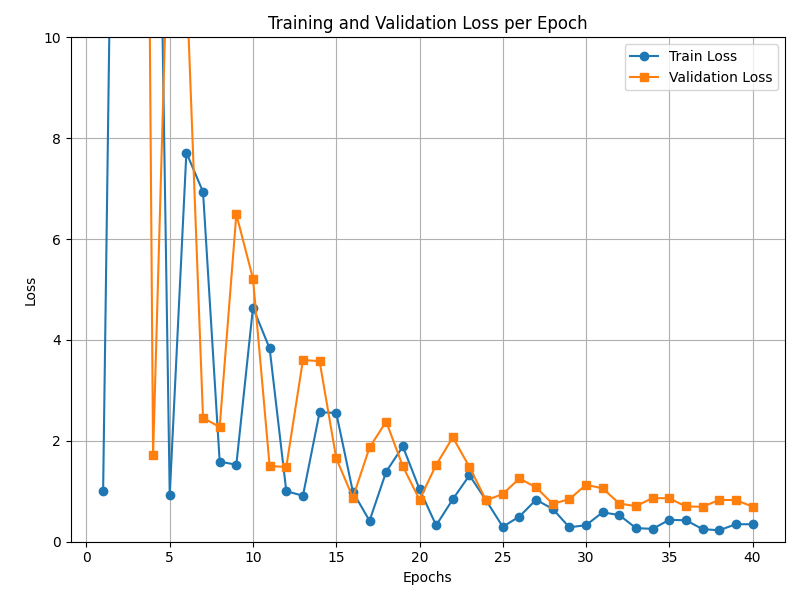 Training and Validation Loss per Epoch
Train Loss
Validation Loss
10
8
6
4
2
0
Loss
0 5 10 15 20 25 30 35 40
Epochs